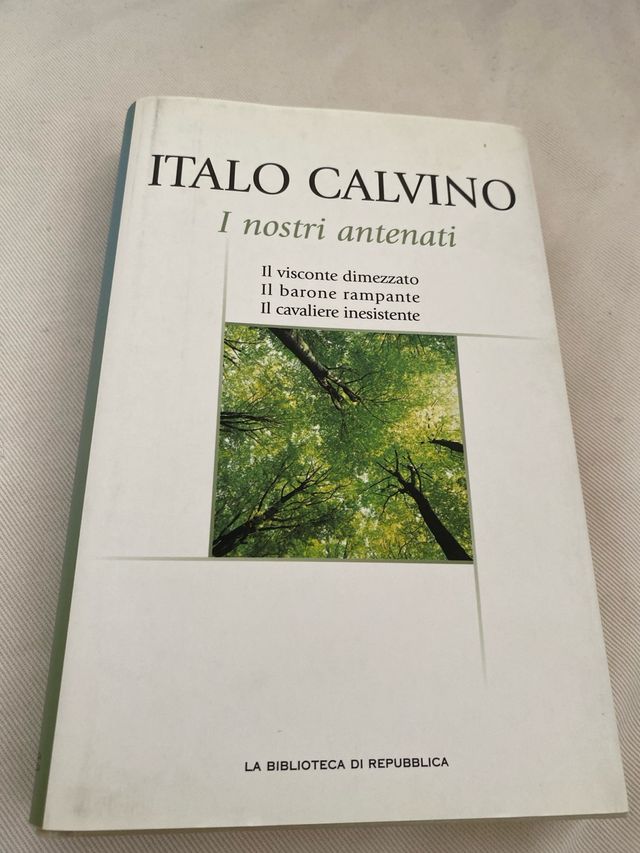 ITALO CALVINO
I nostri antenati
Il visconte dimezzato
Il barone rampante
Il cavaliere inesistente
LA BIBLIOTECA DI REPUBBLICA